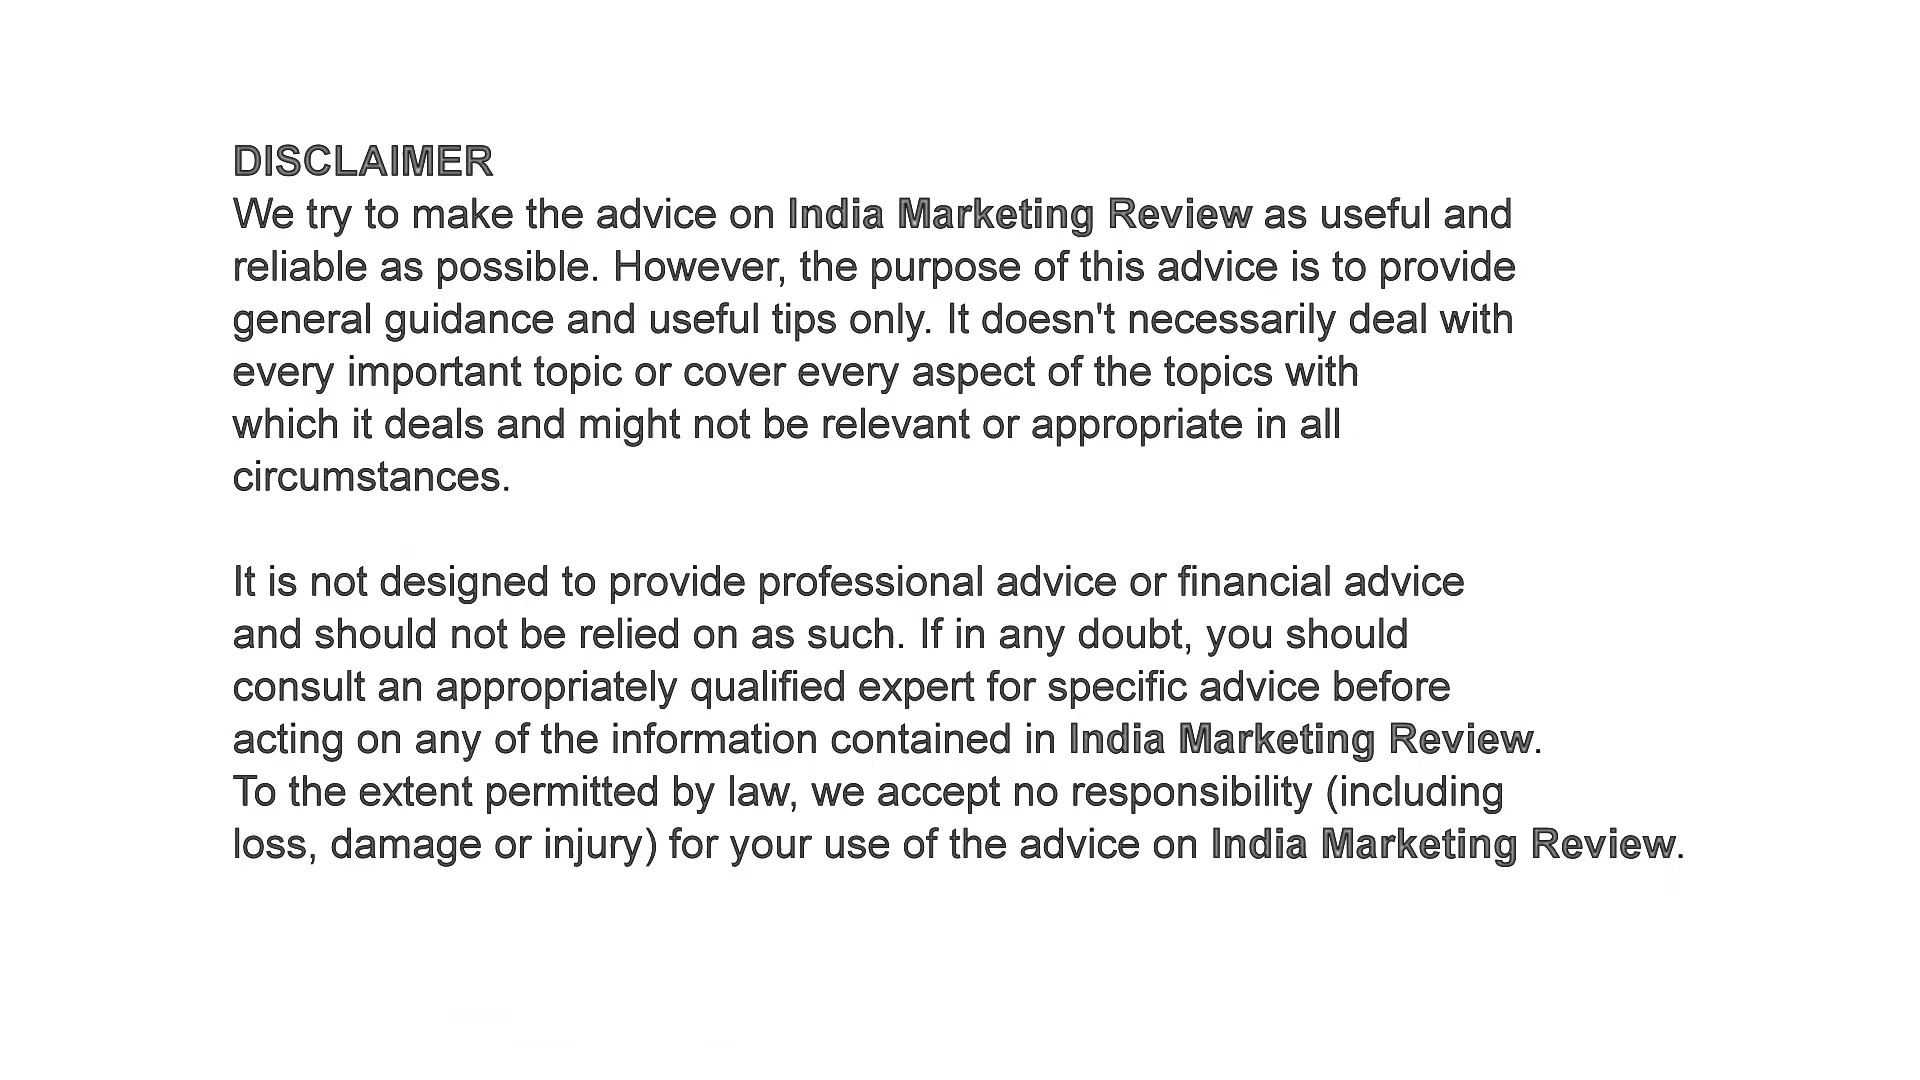 DISCLAIMER
We try to make the advice on India Marketing Review as useful and
reliable as possible. However, the purpose of this advice is to provide
general guidance and useful tips only. It doesn't necessarily deal with
every important topic or cover every aspect of the topics with
which it deals and might not be relevant or appropriate in all
circumstances.
It is not designed to provide professional advice or financial advice
and should not be relied on as such. If in any doubt, you should
consult an appropriately qualified expert for specific advice before
acting on any of the information contained in India Marketing Review.
To the extent permitted by law, we accept no responsibility (including
loss, damage or injury) for your use of the advice on India Marketing Review.